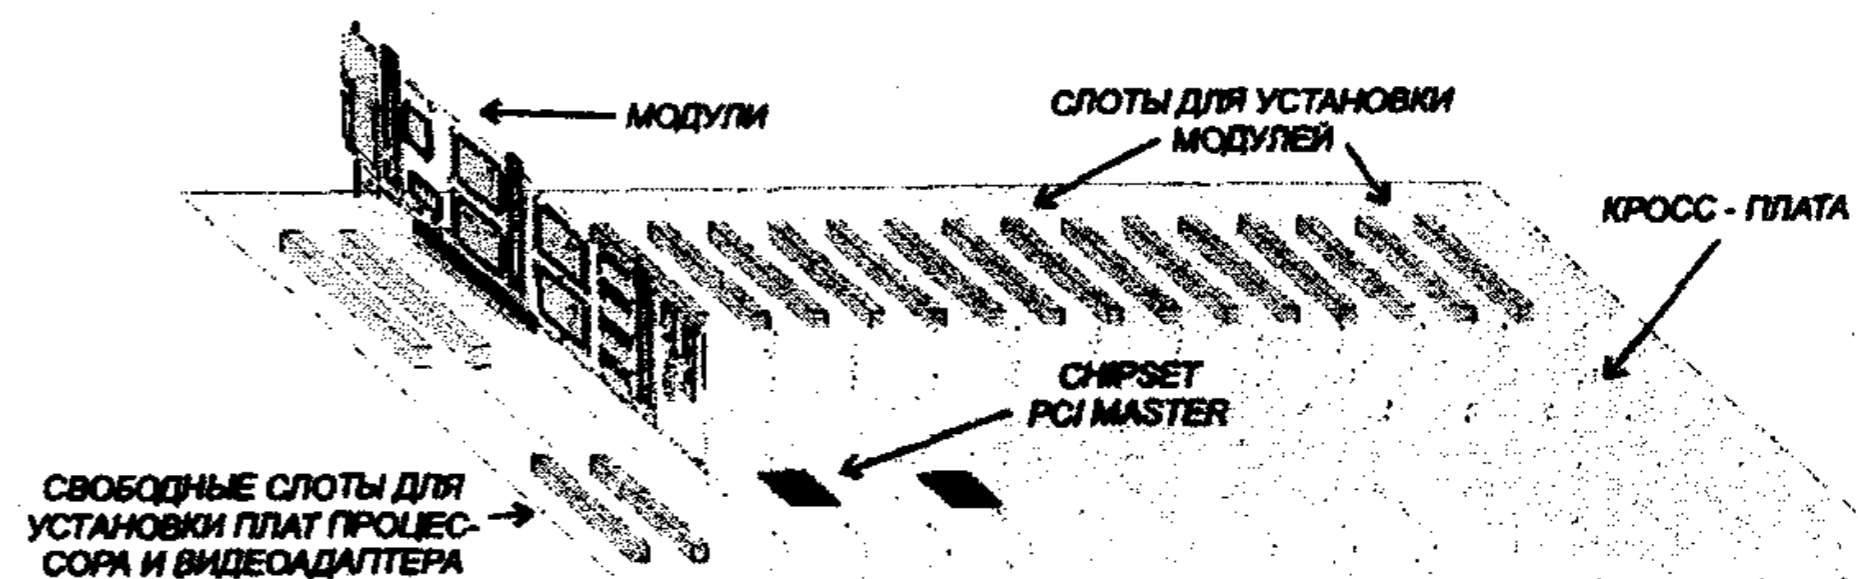 МОДУЛИ
СЛОТЫ ДЛЯ УСТАНОВКИ
МОДУЛЕЙ
КРОСС - ПЛАТА
CHIPSET
PCI MASTER
СВОБОДНЫЕ СЛОТЫ ДЛЯ
УСТАНОВКИ ПЛАТ ПРОЦЕС-
СОРА И ВИДЕОАДАПТЕРА